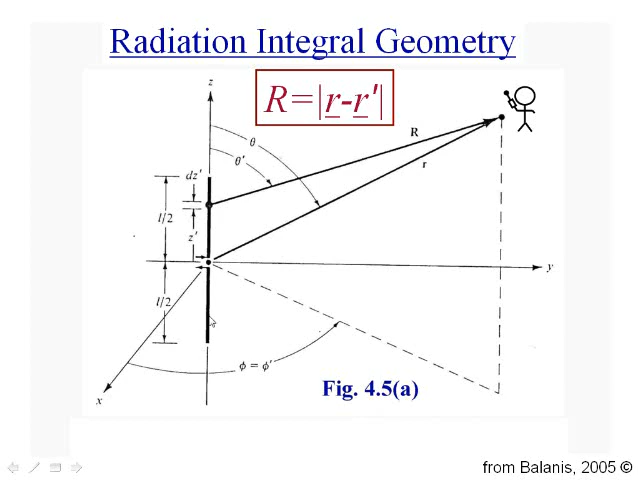 Radiation Integral Geometry
R=|r-r'|
z
θ
θ'
R
r
dz'
l/2
z'
y
l/2
ϕ = ϕ'
x
Fig. 4.5(a)
from Balanis, 2005 ©